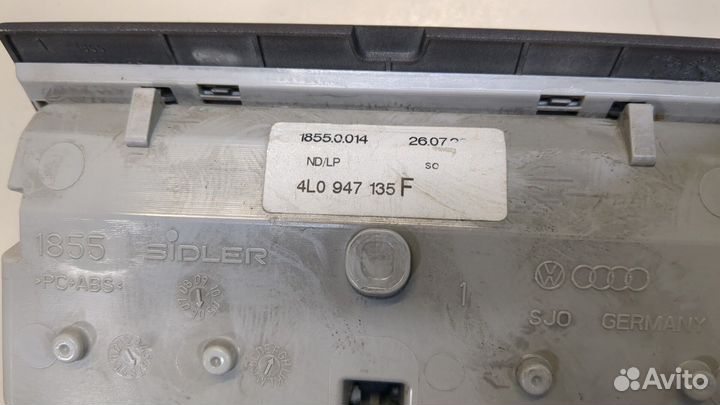 1855.0.014 26.07
ND/LP SO
4L0 947 135 F
1855 SIDLER
>PC+ABS<
1
SJO GERMANY
Avito